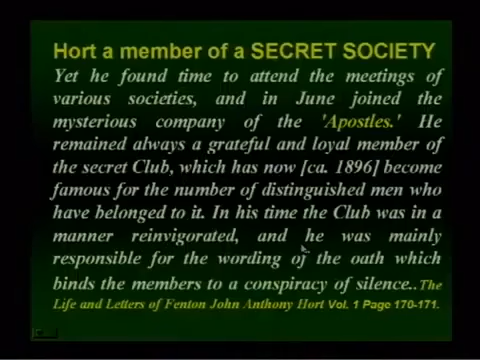 Hort a member of a SECRET SOCIETY
Yet he found time to attend the meetings of
various societies, and in June joined the
mysterious company of the 'Apostles.' He
remained always a grateful and loyal member of
the secret Club, which has now [ca. 1896] become
famous for the number of distinguished men who
have belonged to it. In his time the Club was in a
manner reinvigorated, and he was mainly
responsible for the wording of the oath which
binds the members to a conspiracy of silence..The
Life and Letters of Fenton John Anthony Hort Vol. 1 Page 170-171.